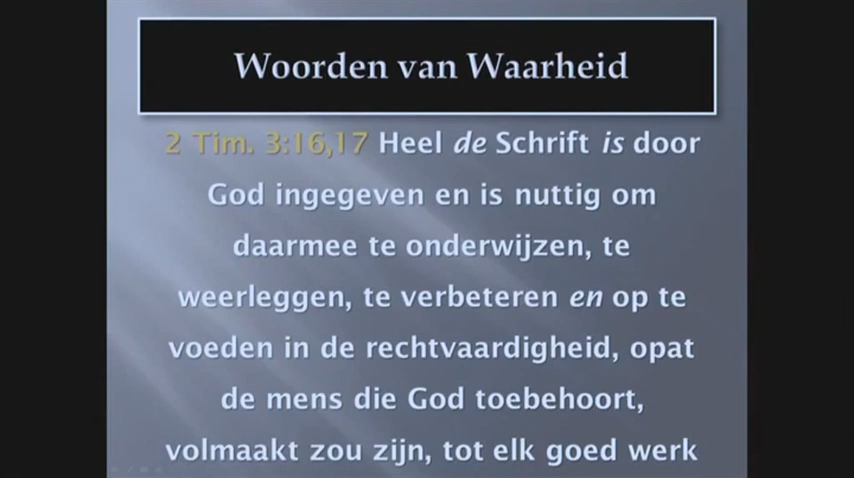 Woorden van Waarheid
2 Tim. 3:16,17 Heel de Schrift is door
God ingegeven en is nuttig om
daarmee te onderwijzen, te
weerleggen, te verbeteren en op te
voeden in de rechtvaardigheid, opat
de mens die God toebehoort,
volmaakt zou zijn, tot elk goed werk